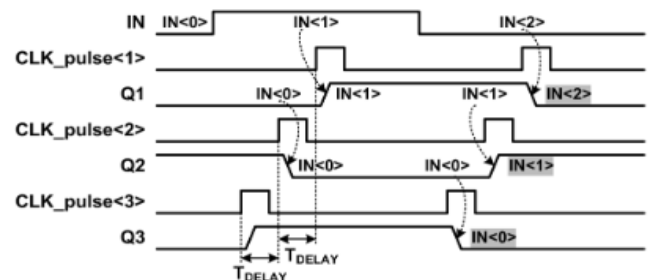 IN IN<0> IN<1> IN<2>
CLK_pulse<1>
Q1 IN<0> IN<1> IN<1> IN<2>
CLK_pulse<2>
Q2 IN<0> IN<0> IN<1>
CLK_pulse<3>
Q3 IN<0>
TDELAY
TDELAY